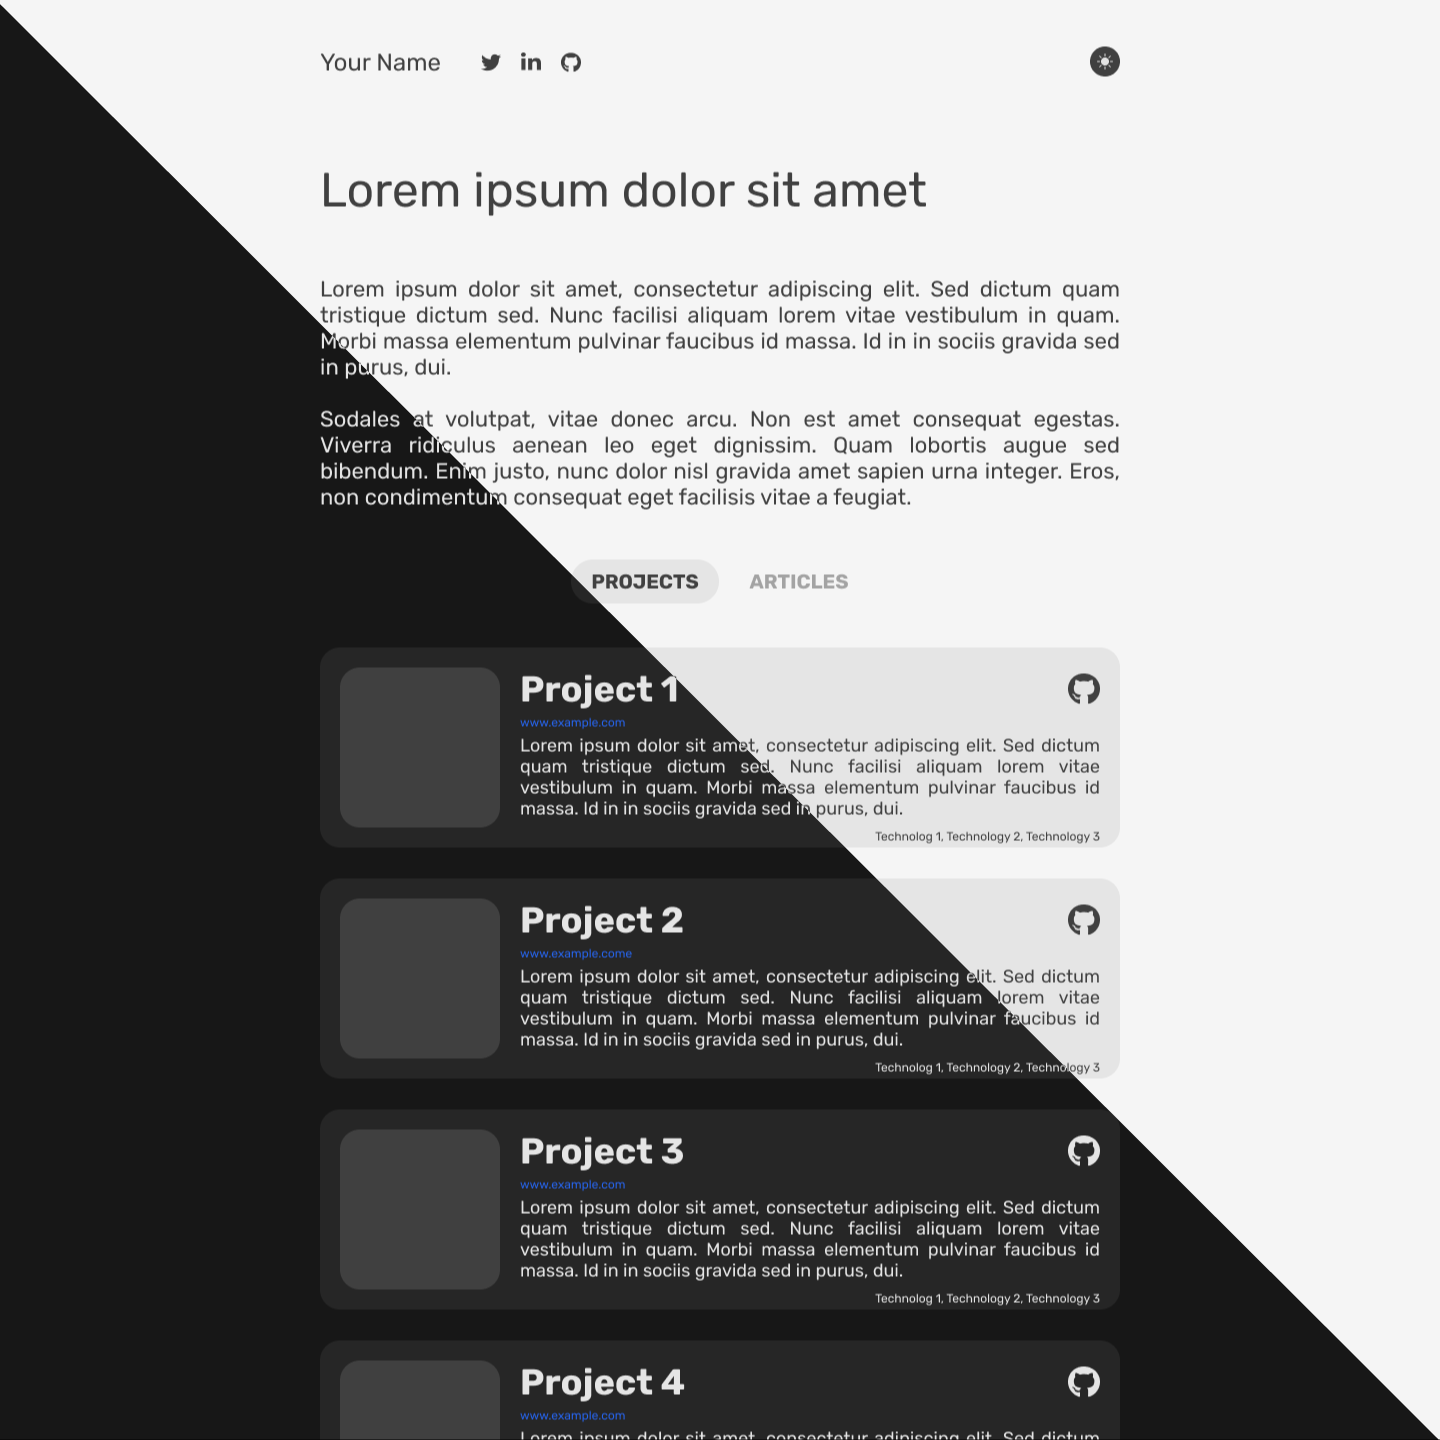 Your Name
Lorem ipsum dolor sit amet
Lorem ipsum dolor sit amet, consectetur adipiscing elit. Sed dictum quam
tristique dictum sed. Nunc facilisi aliquam lorem vitae vestibulum in quam.
Morbi massa elementum pulvinar faucibus id massa. Id in in sociis gravida sed
in purus, dui.
Sodales at volutpat, vitae donec arcu. Non est amet consequat egestas.
Viverra ridiculus aenean leo eget dignissim. Quam lobortis augue sed
bibendum. Enim justo, nunc dolor nisl gravida amet sapien urna integer. Eros,
non condimentum consequat eget facilisis vitae a feugiat.
PROJECTS ARTICLES
Project 1
www.example.com
Lorem ipsum dolor sit amet, consectetur adipiscing elit. Sed dictum
quam tristique dictum sed. Nunc facilisi aliquam lorem vitae
vestibulum in quam. Morbi massa elementum pulvinar faucibus id
massa. Id in in sociis gravida sed in purus, dui.
Technolog 1, Technology 2, Technology 3
Project 2
www.example.come
Lorem ipsum dolor sit amet, consectetur adipiscing elit. Sed dictum
quam tristique dictum sed. Nunc facilisi aliquam lorem vitae
vestibulum in quam. Morbi massa elementum pulvinar faucibus id
massa. Id in in sociis gravida sed in purus, dui.
Technolog 1, Technology 2, Technology 3
Project 3
www.example.com
Lorem ipsum dolor sit amet, consectetur adipiscing elit. Sed dictum
quam tristique dictum sed. Nunc facilisi aliquam lorem vitae
vestibulum in quam. Morbi massa elementum pulvinar faucibus id
massa. Id in in sociis gravida sed in purus, dui.
Technolog 1, Technology 2, Technology 3
Project 4
www.example.com
Lorem ipsum dolor sit amet, consectetur adipiscing elit. Sed dictum